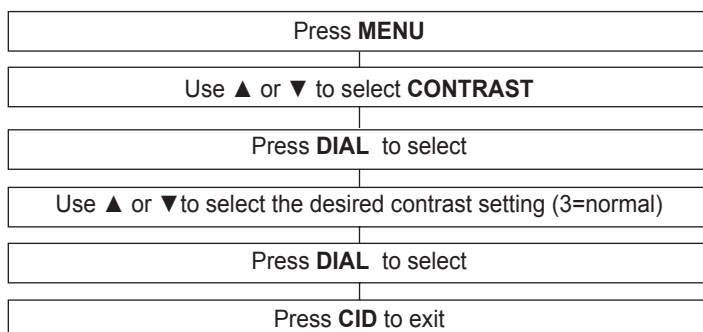 Press MENU
Use ▲ or ▼ to select CONTRAST
Press DIAL to select
Use ▲ or ▼to select the desired contrast setting (3=normal)
Press DIAL to select
Press CID to exit